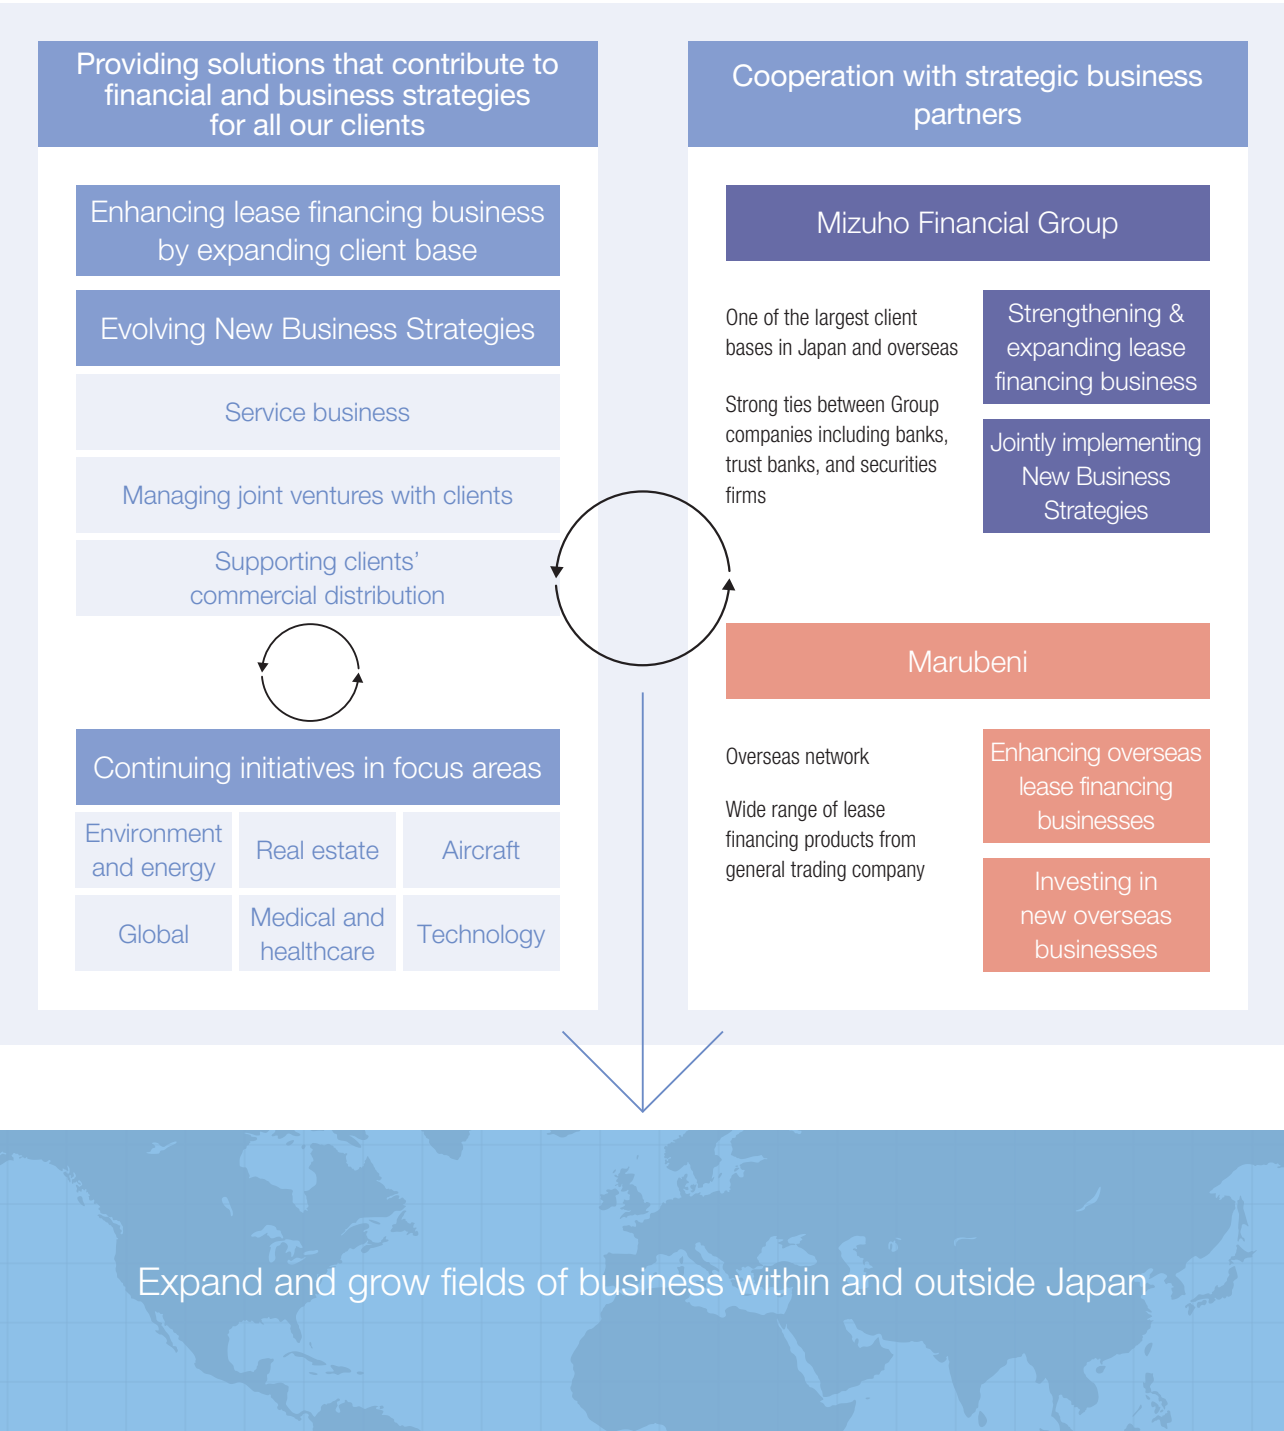 Providing solutions that contribute to
financial and business strategies
for all our clients
Enhancing lease financing business
by expanding client base
Evolving New Business Strategies
Service business
Managing joint ventures with clients
Supporting clients’
commercial distribution
Continuing initiatives in focus areas
Environment
and energy
Real estate
Aircraft
Global
Medical and
healthcare
Technology
Cooperation with strategic business
partners
Mizuho Financial Group
One of the largest client
bases in Japan and overseas
Strong ties between Group
companies including banks,
trust banks, and securities
firms
Strengthening &
expanding lease
financing business
Jointly implementing
New Business
Strategies
Marubeni
Overseas network
Wide range of lease
financing products from
general trading company
Enhancing overseas
lease financing
businesses
Investing in
new overseas
businesses
Expand and grow fields of business within and outside Japan